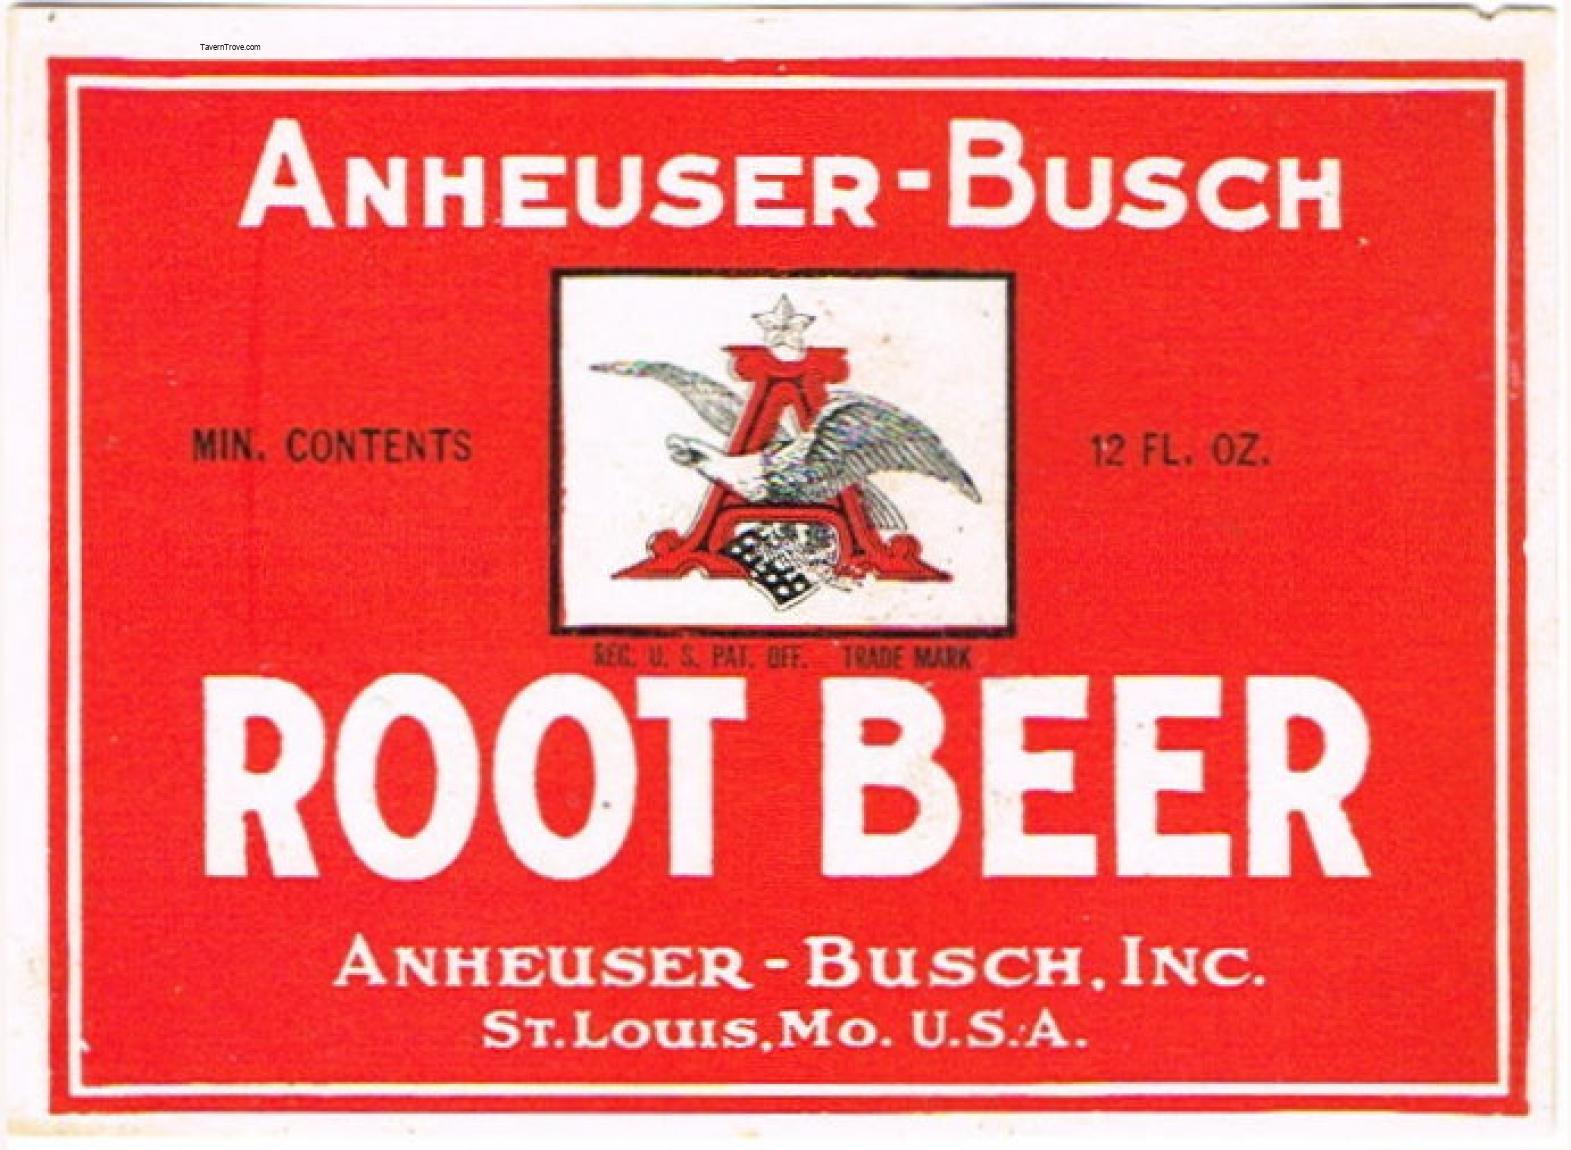 TavernTrove.com
ANHEUSER-BUSCH
MIN. CONTENTS 12 FL. OZ.
REG. U. S. PAT. OFF. TRADE MARK
ROOT BEER
ANHEUSER-BUSCH, INC.
ST. LOUIS, MO. U.S.A.